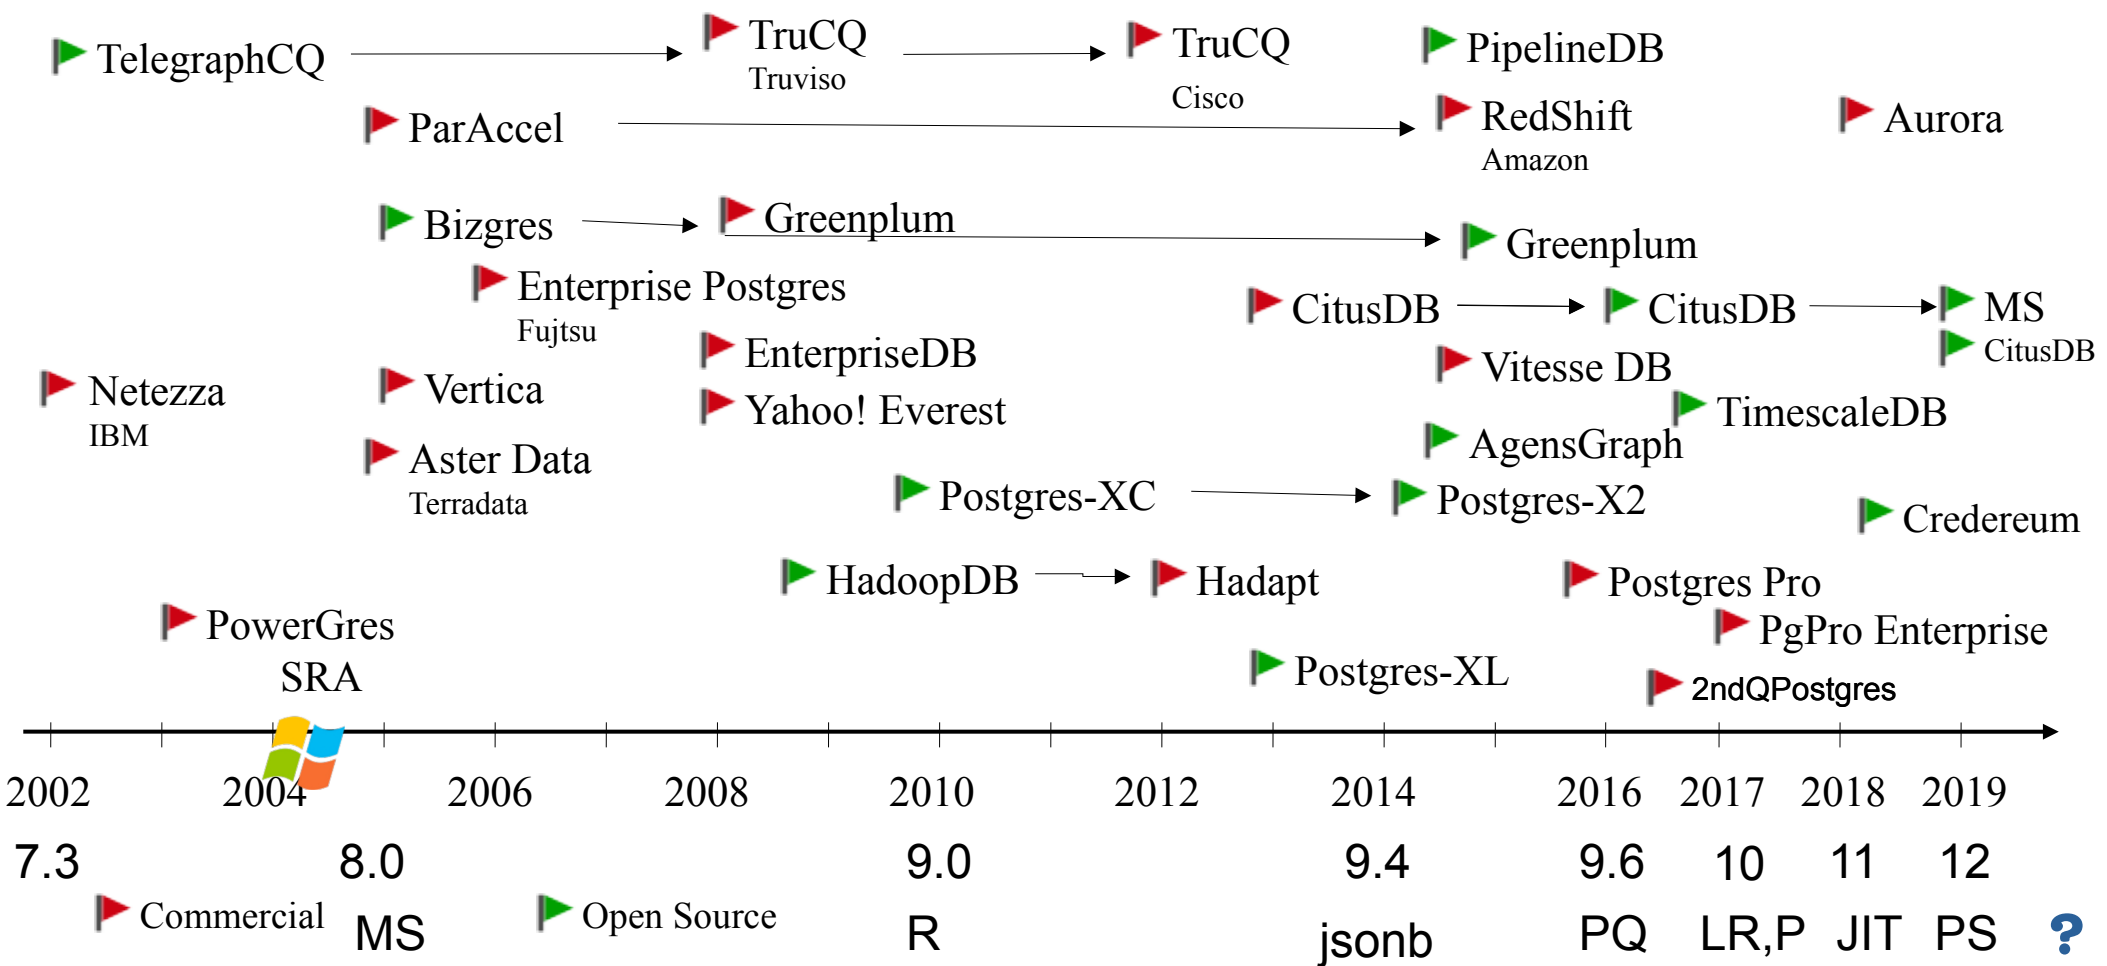 TelegraphCQ
TruCQ
Truviso
TruCQ
Cisco
PipelineDB
ParAccel
RedShift
Amazon
Aurora
Bizgres
Greenplum
Greenplum
Enterprise Postgres
Fujtsu
CitusDB
CitusDB
MS
CitusDB
EnterpriseDB
Vitesse DB
Netezza
IBM
Vertica
Yahoo! Everest
TimescaleDB
Aster Data
Terradata
AgensGraph
Postgres-XC
Postgres-X2
Credereum
HadoopDB
Hadapt
Postgres Pro
PowerGres
SRA
PgPro Enterprise
Postgres-XL
2ndQPostgres
2002 2004 2006 2008 2010 2012 2014 2016 2017 2018 2019
7.3 8.0 9.0 9.4 9.6 10 11 12
Commercial
Open Source
MS R jsonb PQ LR,P JIT PS ?